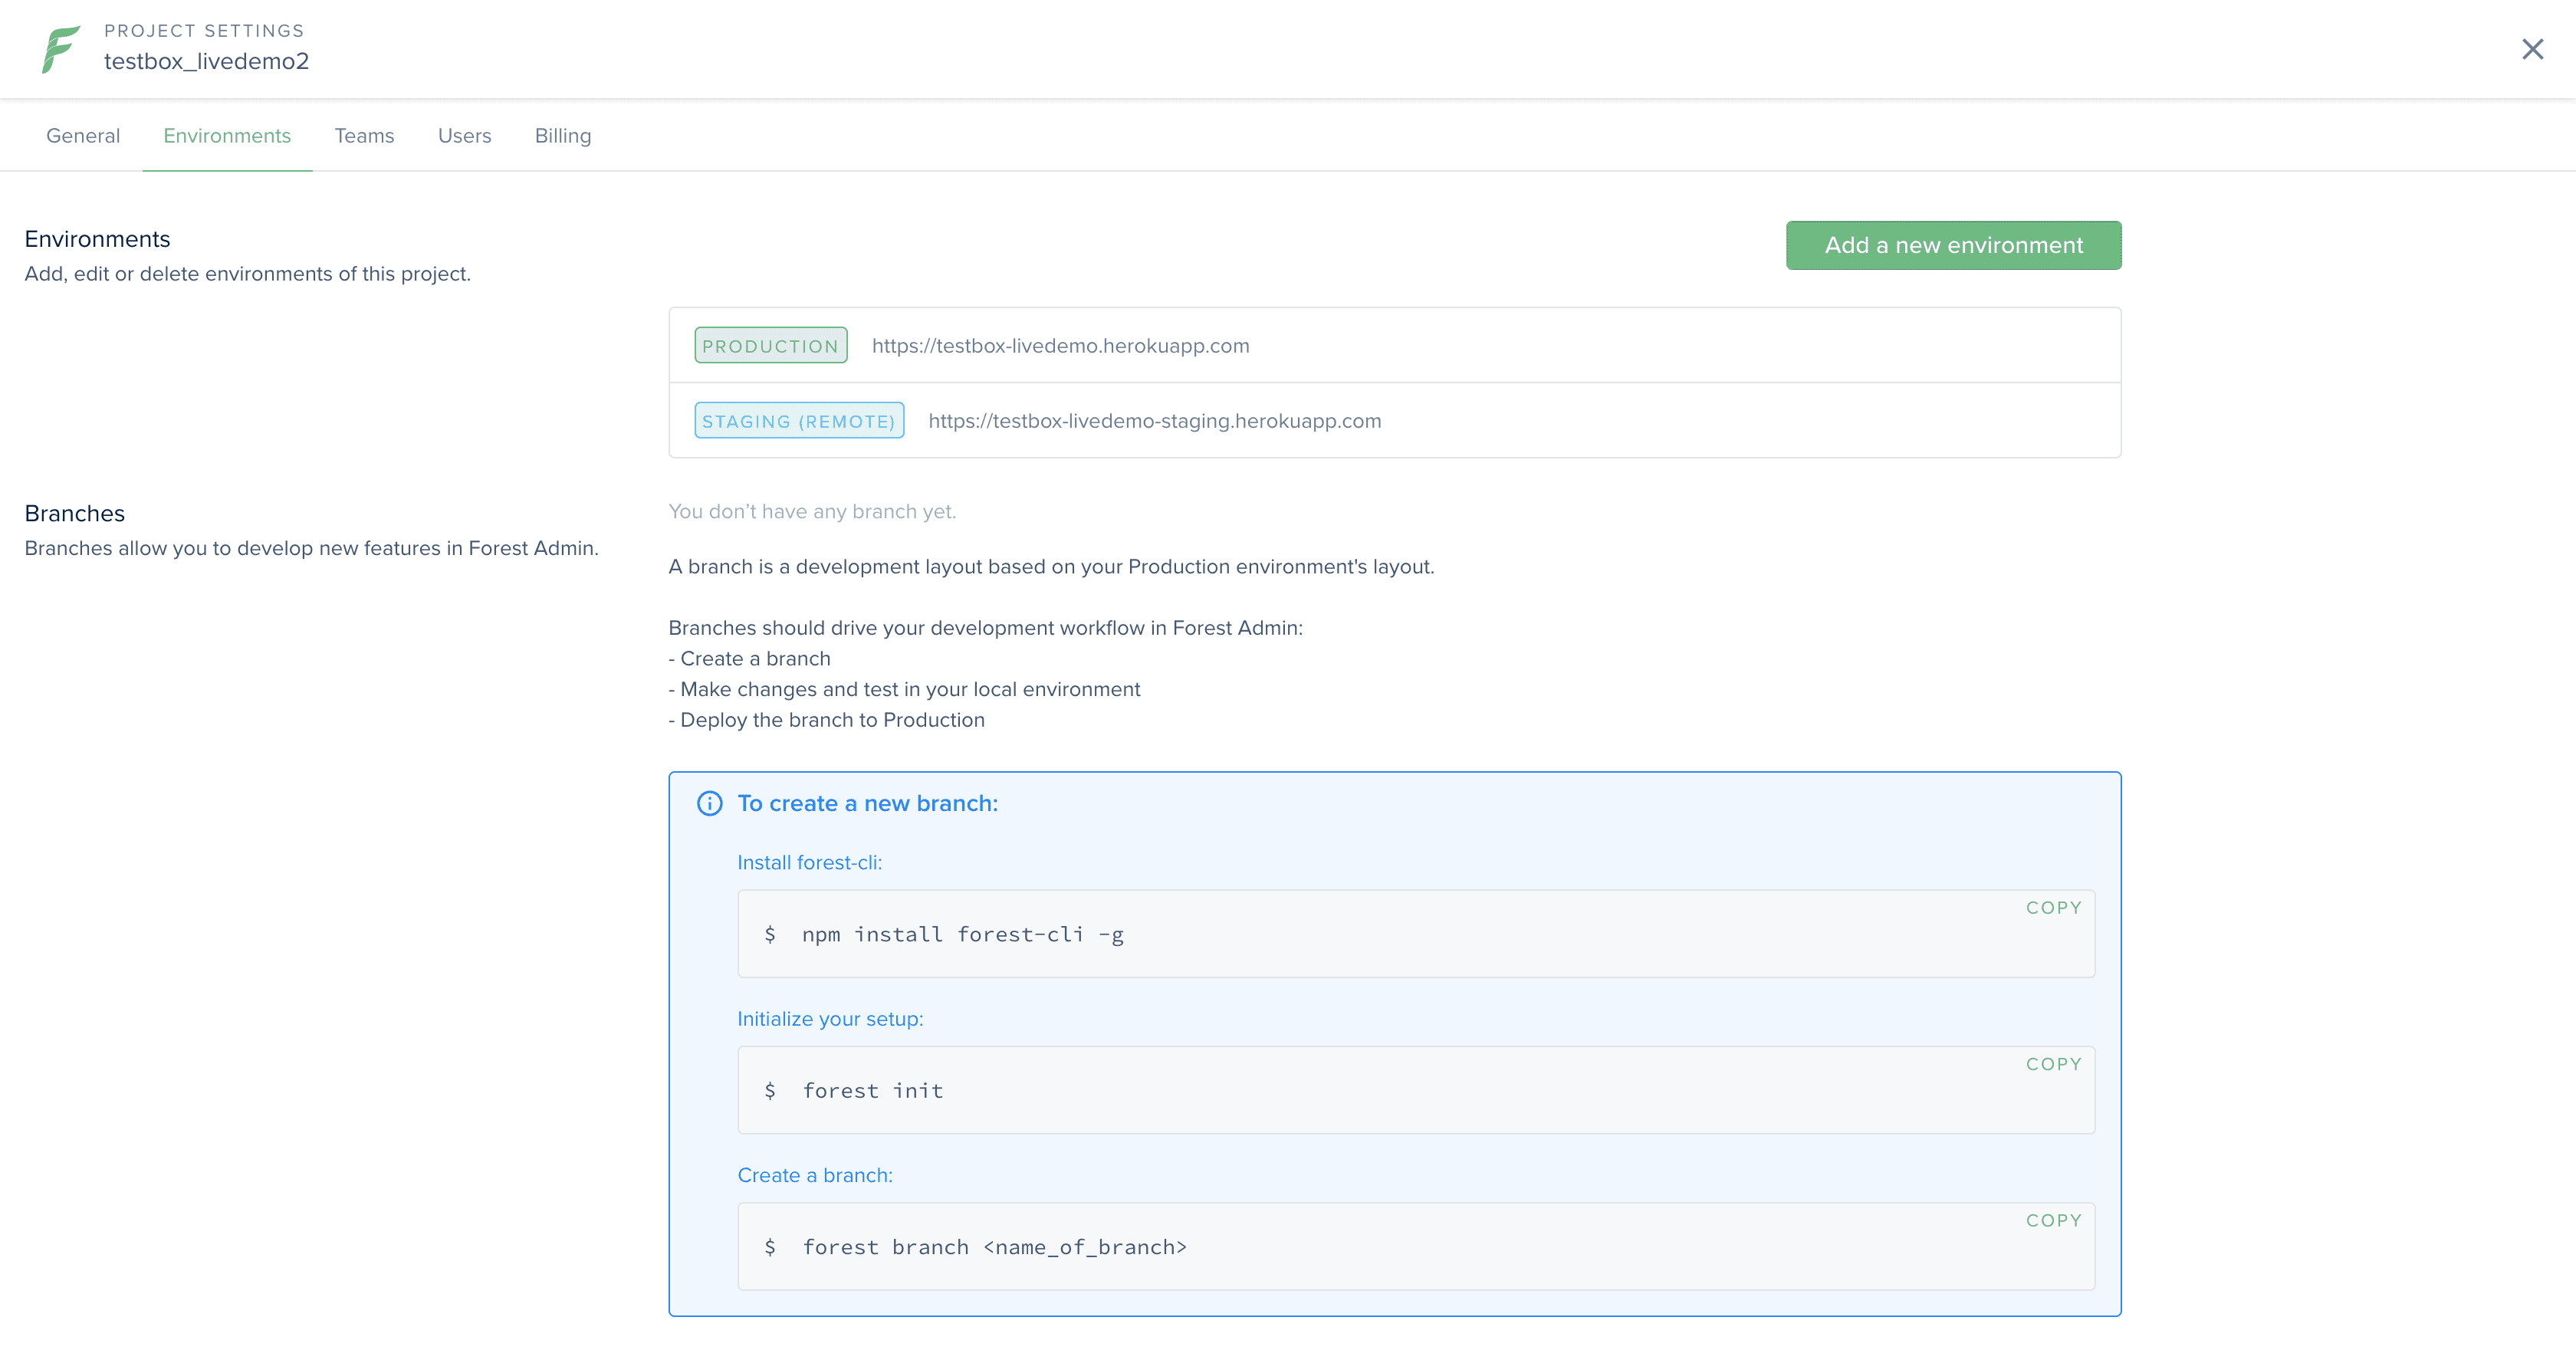 PROJECT SETTINGS
testbox_livedemo2
General Environments Teams Users Billing
Environments
Add, edit or delete environments of this project.
Add a new environment
PRODUCTION https://testbox-livedemo.herokuapp.com
STAGING (REMOTE) https://testbox-livedemo-staging.herokuapp.com
Branches
Branches allow you to develop new features in Forest Admin.
You don’t have any branch yet.
A branch is a development layout based on your Production environment's layout.
Branches should drive your development workflow in Forest Admin:
- Create a branch
- Make changes and test in your local environment
- Deploy the branch to Production
To create a new branch:
Install forest-cli:
COPY
$ npm install forest-cli -g
Initialize your setup:
COPY
$ forest init
Create a branch:
COPY
$ forest branch <name_of_branch>